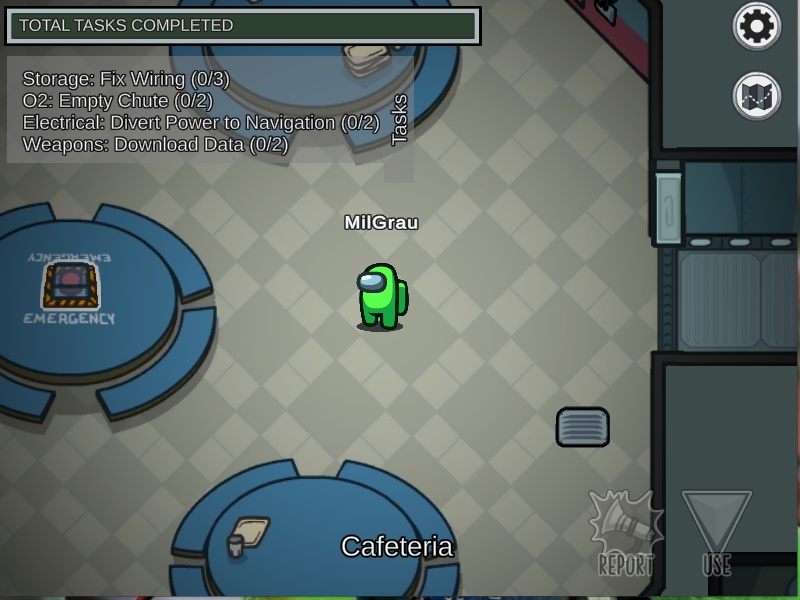 TOTAL TASKS COMPLETED
Storage: Fix Wiring (0/3)
O2: Empty Chute (0/2)
Electrical: Divert Power to Navigation (0/2)
Weapons: Download Data (0/2)
Tasks
MilGrau
EMERGENCY
EMERGENCY
Cafeteria
REPORT
USE